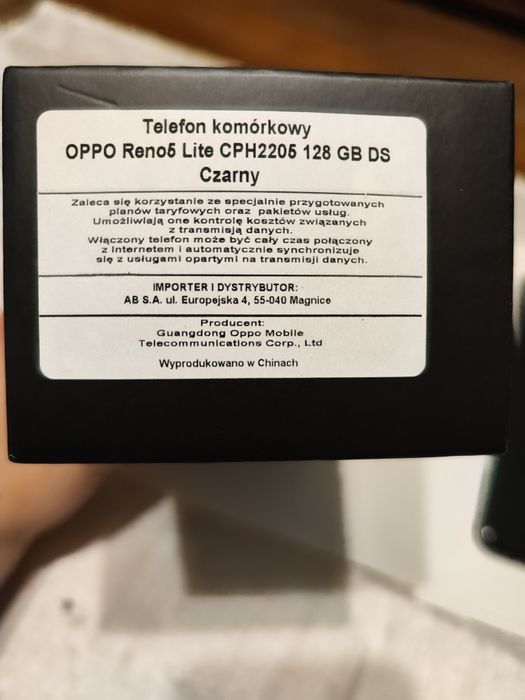 Telefon komórkowy
OPPO Reno5 Lite CPH2205 128 GB DS
Czarny
Zaleca się korzystanie ze specjalnie przygotowanych
planów taryfowych oraz pakietów usług.
Umożliwiają one kontrolę kosztów związanych
z transmisją danych.
Włączony telefon może być cały czas połączony
z Internetem i automatycznie synchronizuje
się z usługami opartymi na transmisji danych.
IMPORTER I DYSTRYBUTOR:
AB S.A. ul. Europejska 4, 55-040 Magnice
Producent:
Guangdong Oppo Mobile
Telecommunications Corp., Ltd
Wyprodukowano w Chinach